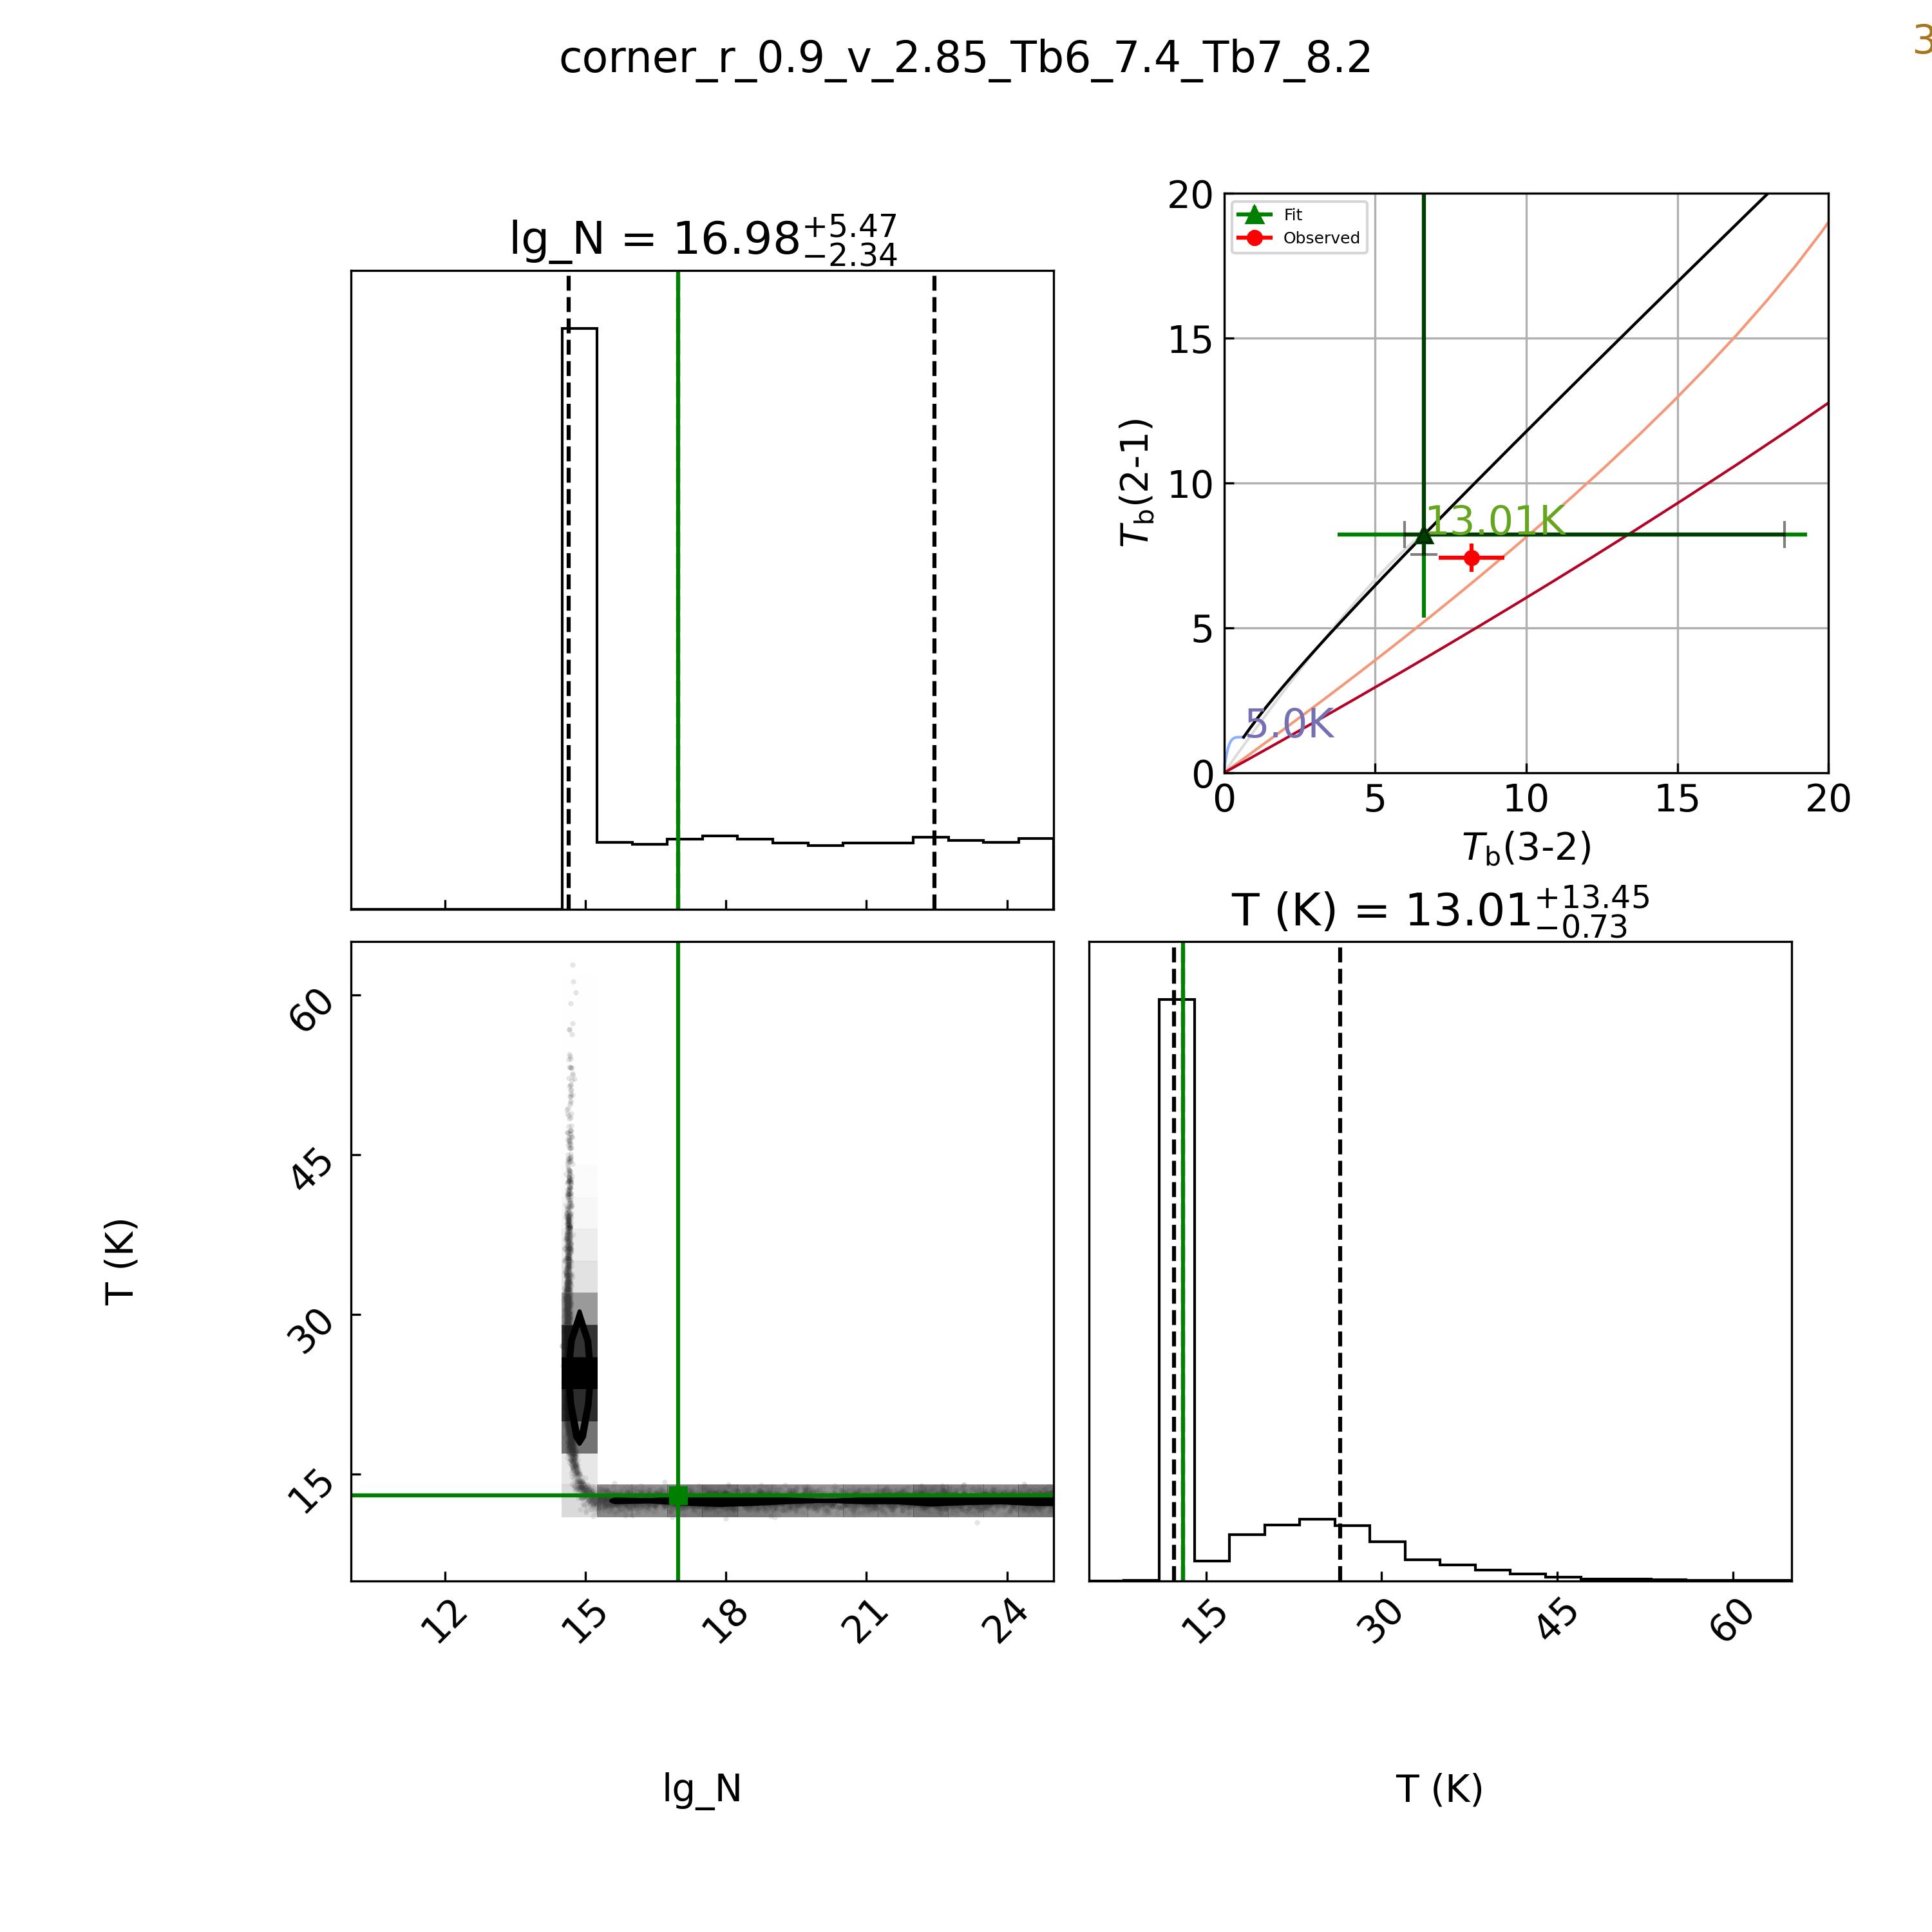 corner_r_0.9_v_2.85_Tb6_7.4_Tb7_8.2
3
lg_N = 16.98 +5.47 −2.34
20
15
10
5
0
T_b(2-1)
Fit
Observed
13.01K
5.0K
0 5 10 15 20
T_b(3-2)
T (K) = 13.01 +13.45 −0.73
60
45
30
15
T (K)
12 15 18 21 24
lg_N
15 30 45 60
T (K)